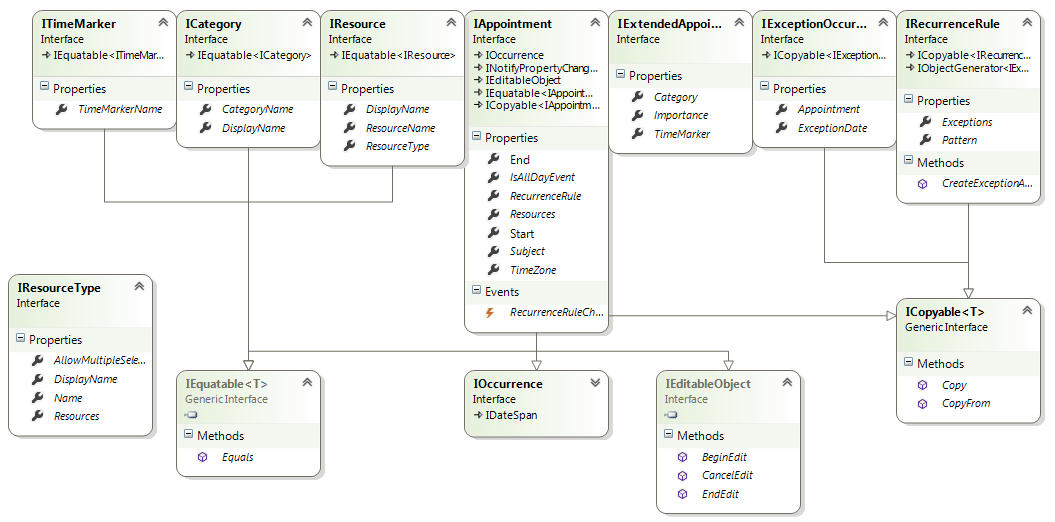 ITimeMarker
Interface
IEquatable<ITimeMar...
Properties
TimeMarkerName
ICategory
Interface
IEquatable<ICategory>
Properties
CategoryName
DisplayName
IResource
Interface
IEquatable<IResource>
Properties
DisplayName
ResourceName
ResourceType
IAppointment
Interface
IOccurrence
INotifyPropertyChang...
IEditableObject
IEquatable<IAppoint...
ICopyable<IAppointm...
Properties
End
IsAllDayEvent
RecurrenceRule
Resources
Start
Subject
TimeZone
Events
RecurrenceRuleCh...
IExtendedAppoi...
Interface
Properties
Category
Importance
TimeMarker
IExceptionOccur...
Interface
ICopyable<IException...
Properties
Appointment
ExceptionDate
IRecurrenceRule
Interface
ICopyable<IRecurrenc...
IObjectGenerator<IEx...
Properties
Exceptions
Pattern
Methods
CreateExceptionA...
IResourceType
Interface
Properties
AllowMultipleSele...
DisplayName
Name
Resources
IEquatable<T>
Generic Interface
Methods
Equals
IOccurrence
Interface
IDateSpan
IEditableObject
Interface
Methods
BeginEdit
CancelEdit
EndEdit
ICopyable<T>
Generic Interface
Methods
Copy
CopyFrom